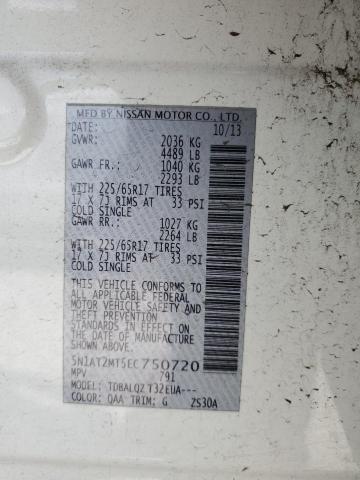 MFD BY NISSAN MOTOR CO., LTD.
DATE: 10/13
GVWR: 2036 KG
4489 LB
GAWR FR.: 1040 KG
2293 LB
WITH 225/65R17 TIRES
17 X 7J RIMS AT 33 PSI
COLD SINGLE
GAWR RR.: 1027 KG
2264 LB
WITH 225/65R17 TIRES
17 X 7J RIMS AT 33 PSI
COLD SINGLE
THIS VEHICLE CONFORMS TO
ALL APPLICABLE FEDERAL
MOTOR VEHICLE SAFETY,
THEFT PREVENTION
STANDARDS IN EFFECT ON
THE DATE OF MANUFACTURE
SHOWN ABOVE.
5N1AT2MT5EC750720
MPV 791
MODEL: TDBALQZ T32EUA---
COLOR: QAA TRIM: G ZS30A